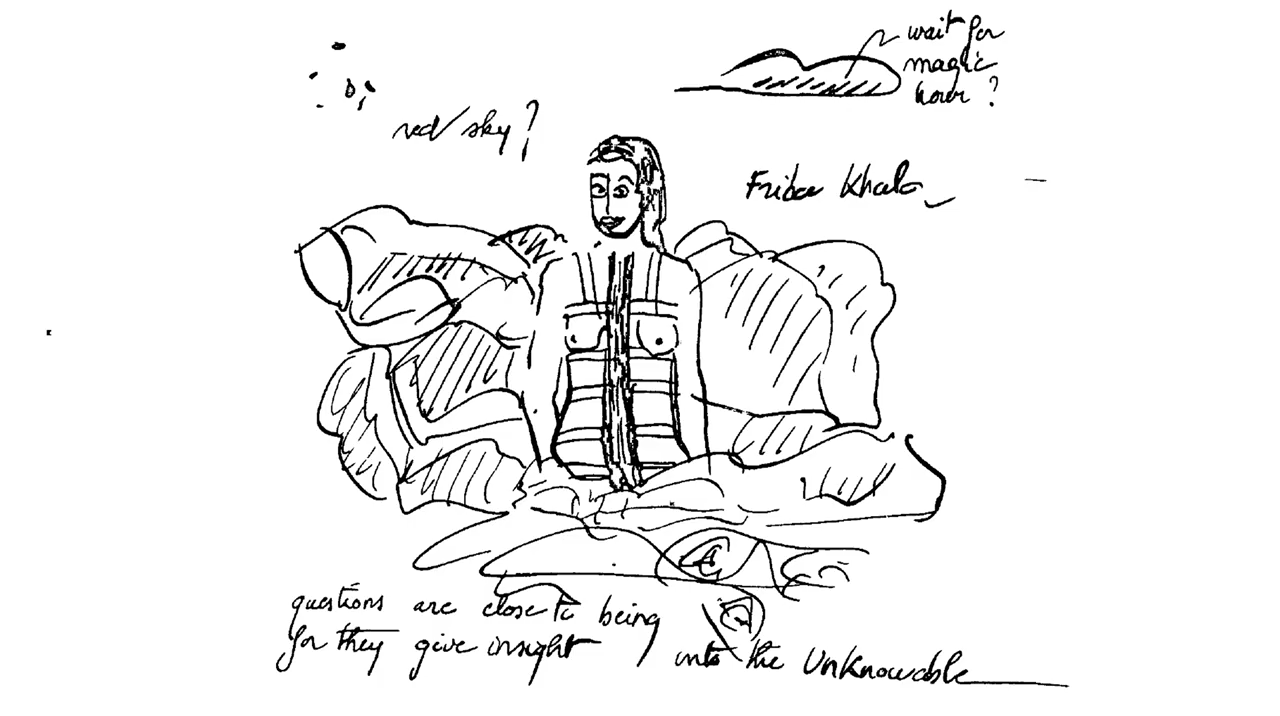 wait for
magic
hour?
red sky?
Frida Khalo
questions are close to being
for they give insight into the Unknowable